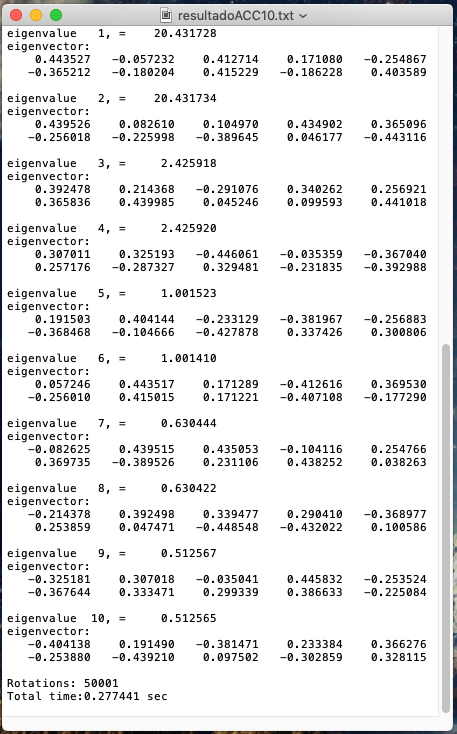 resultadoACC10.txt
eigenvalue   1, =     20.431728
eigenvector:
    0.443527   -0.057232    0.412714    0.171080   -0.254867
   -0.365212   -0.180204    0.415229   -0.186228    0.403589
eigenvalue   2, =     20.431734
eigenvector:
    0.439526    0.082610    0.104970    0.434902    0.365096
   -0.256018   -0.225998   -0.389645    0.046177   -0.443116
eigenvalue   3, =      2.425918
eigenvector:
    0.392478    0.214368   -0.291076    0.340262    0.256921
    0.365836    0.439985    0.045246    0.099593    0.441018
eigenvalue   4, =      2.425920
eigenvector:
    0.307011    0.325193   -0.446061   -0.035359   -0.367040
    0.257176   -0.287327    0.329481   -0.231835   -0.392988
eigenvalue   5, =      1.001523
eigenvector:
    0.191503    0.404144   -0.233129   -0.381967   -0.256883
   -0.368468   -0.104666   -0.427878    0.337426    0.300806
eigenvalue   6, =      1.001410
eigenvector:
    0.057246    0.443517    0.171289   -0.412616    0.369530
   -0.256010    0.415015    0.171221   -0.407108   -0.177290
eigenvalue   7, =      0.630444
eigenvector:
   -0.082625    0.439515    0.435053   -0.104116    0.254766
    0.369735   -0.389526    0.231106    0.438252    0.038263
eigenvalue   8, =      0.630422
eigenvector:
   -0.214378    0.392498    0.339477    0.290410   -0.368977
    0.253859    0.047471   -0.448548   -0.432022    0.100586
eigenvalue   9, =      0.512567
eigenvector:
   -0.325181    0.307018   -0.035041    0.445832   -0.253524
   -0.367644    0.333471    0.299339    0.386633   -0.225084
eigenvalue  10, =      0.512565
eigenvector:
   -0.404138    0.191490   -0.381471    0.233384    0.366276
   -0.253880   -0.439210    0.097502   -0.302859    0.328115
Rotations: 50001
Total time:0.277441 sec